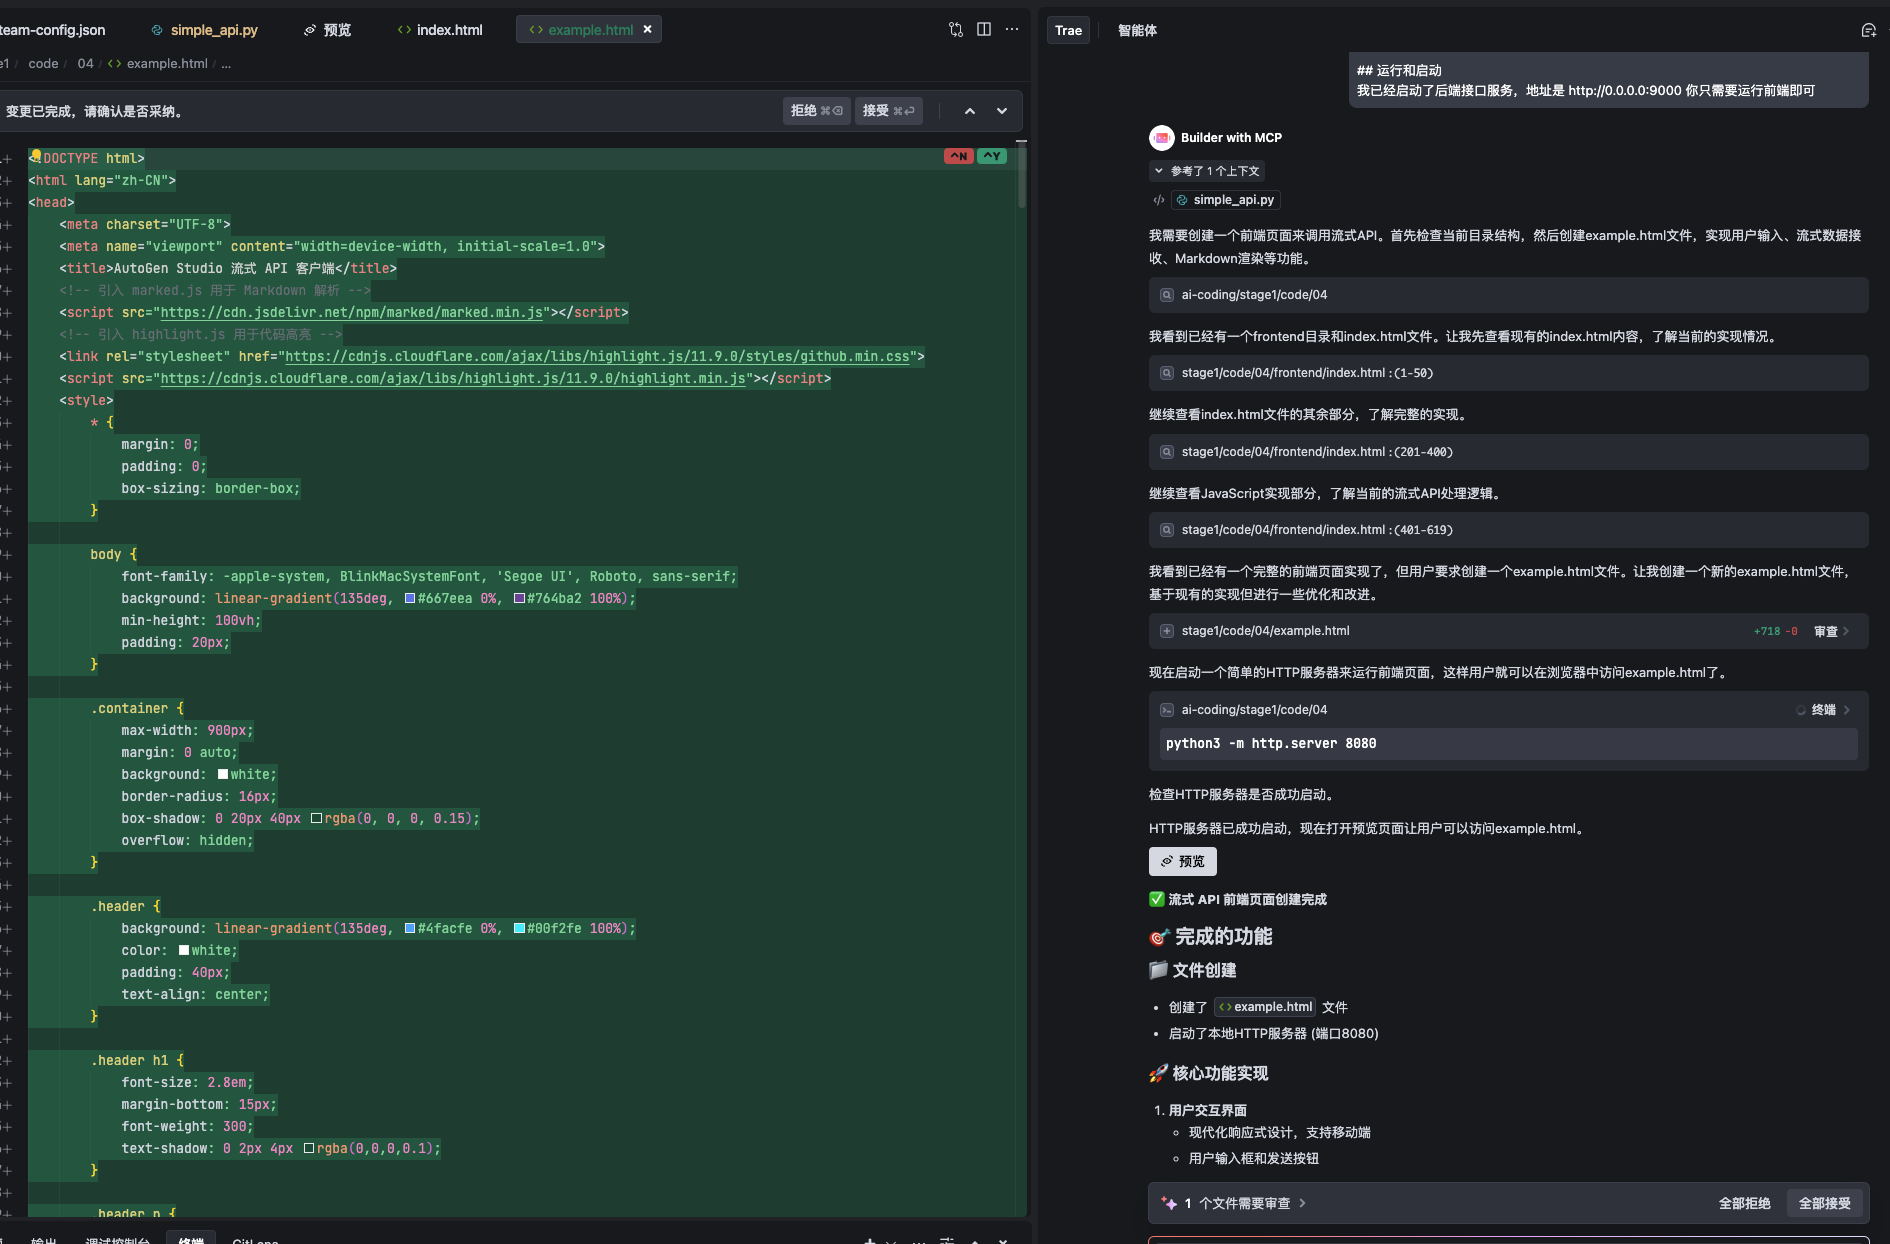 team-config.json
simple_api.py
预览
index.html
example.html
code
04
example.html
...
变更已完成，请确认是否采纳。
拒绝
接受
<!DOCTYPE html>
^N ^Y
<html lang="zh-CN">
<head>
<meta charset="UTF-8">
<meta name="viewport" content="width=device-width, initial-scale=1.0">
<title>AutoGen Studio 流式 API 客户端</title>
<!-- 引入 marked.js 用于 Markdown 解析 -->
<script src="https://cdn.jsdelivr.net/npm/marked/marked.min.js"></script>
<!-- 引入 highlight.js 用于代码高亮 -->
<link rel="stylesheet" href="https://cdnjs.cloudflare.com/ajax/libs/highlight.js/11.9.0/styles/github.min.css">
<script src="https://cdnjs.cloudflare.com/ajax/libs/highlight.js/11.9.0/highlight.min.js"></script>
<style>
* {
margin: 0;
padding: 0;
box-sizing: border-box;
}
body {
font-family: -apple-system, BlinkMacSystemFont, 'Segoe UI', Roboto, sans-serif;
background: linear-gradient(135deg, #667eea 0%, #764ba2 100%);
min-height: 100vh;
padding: 20px;
}
.container {
max-width: 900px;
margin: 0 auto;
background: white;
border-radius: 16px;
box-shadow: 0 20px 40px rgba(0, 0, 0, 0.15);
overflow: hidden;
}
.header {
background: linear-gradient(135deg, #4facfe 0%, #00f2fe 100%);
color: white;
padding: 40px;
text-align: center;
}
.header h1 {
font-size: 2.8em;
margin-bottom: 15px;
font-weight: 300;
text-shadow: 0 2px 4px rgba(0,0,0,0.1);
}
.header p {
输出
调试控制台
终端
GitLens
Trae
智能体
## 运行和启动
我已经启动了后端接口服务，地址是 http://0.0.0.0:9000 你只需要运行前端即可
Builder with MCP
参考了 1 个上下文
simple_api.py
我需要创建一个前端页面来调用流式API。首先检查当前目录结构，然后创建example.html文件，实现用户输入、流式数据接
收、Markdown渲染等功能。
ai-coding/stage1/code/04
我看到已经有一个frontend目录和index.html文件。让我先查看现有的index.html内容，了解当前的实现情况。
stage1/code/04/frontend/index.html :(1-50)
继续查看index.html文件的其余部分，了解完整的实现。
stage1/code/04/frontend/index.html :(201-400)
继续查看JavaScript实现部分，了解当前的流式API处理逻辑。
stage1/code/04/frontend/index.html :(401-619)
我看到已经有一个完整的前端页面实现了，但用户要求创建一个example.html文件。让我创建一个新的example.html文件，
基于现有的实现但进行一些优化和改进。
stage1/code/04/example.html
+718 -0 审查
现在启动一个简单的HTTP服务器来运行前端页面，这样用户就可以在浏览器中访问example.html了。
ai-coding/stage1/code/04
终端
python3 -m http.server 8080
检查HTTP服务器是否成功启动。
HTTP服务器已成功启动，现在打开预览页面让用户可以访问example.html。
预览
✅ 流式 API 前端页面创建完成
🎯 完成的功能
📁 文件创建
• 创建了 example.html 文件
• 启动了本地HTTP服务器 (端口8080)
🚀 核心功能实现
1. 用户交互界面
◦ 现代化响应式设计，支持移动端
◦ 用户输入框和发送按钮
1 个文件需要审查
全部拒绝
全部接受